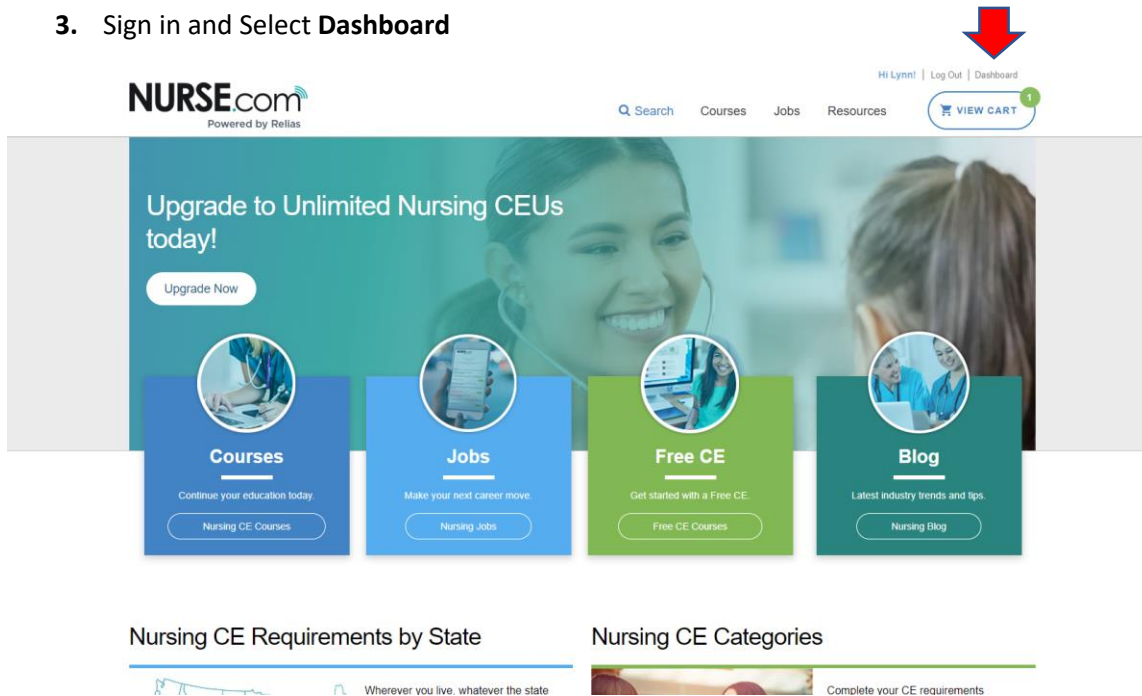 3. Sign in and Select Dashboard
Hi Lynn! | Log Out | Dashboard
NURSE.com
Powered by Relias
Search Courses Jobs Resources VIEW CART 1
Upgrade to Unlimited Nursing CEUs
today!
Upgrade Now
Courses
Continue your education today.
Nursing CE Courses
Jobs
Make your next career move.
Nursing Jobs
Free CE
Get started with a Free CE.
Free CE Courses
Blog
Latest industry trends and tips.
Nursing Blog
Nursing CE Requirements by State
Wherever you live, whatever the state
Nursing CE Categories
Complete your CE requirements